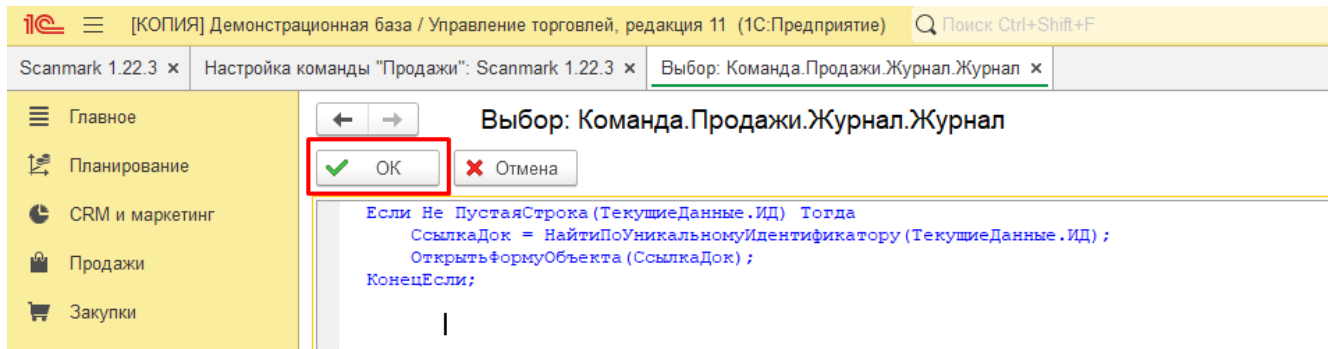 1С [КОПИЯ] Демонстрационная база / Управление торговлей, редакция 11 (1С:Предприятие) Поиск Ctrl+Shift+F
Scanmark 1.22.3 × Настройка команды "Продажи": Scanmark 1.22.3 × Выбор: Команда.Продажи.Журнал.Журнал ×
Главное
Планирование
CRM и маркетинг
Продажи
Закупки
Выбор: Команда.Продажи.Журнал.Журнал
ОК Отмена
Если Не ПустаяСтрока(ТекущиеДанные.ИД) Тогда
СсылкаДок = НайтиПоУникальномуИдентификатору(ТекущиеДанные.ИД);
ОткрытьФормуОбъекта(СсылкаДок);
КонецЕсли;